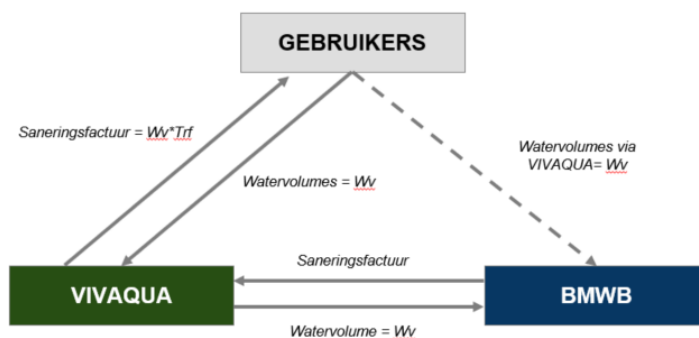 GEBRUIKERS
Saneringsfactuur = Wv*Trf
Watervolumes via
VIVAQUA= Wv
Watervolumes = Wv
Saneringsfactuur
VIVAQUA
BMWB
Watervolume = Wv